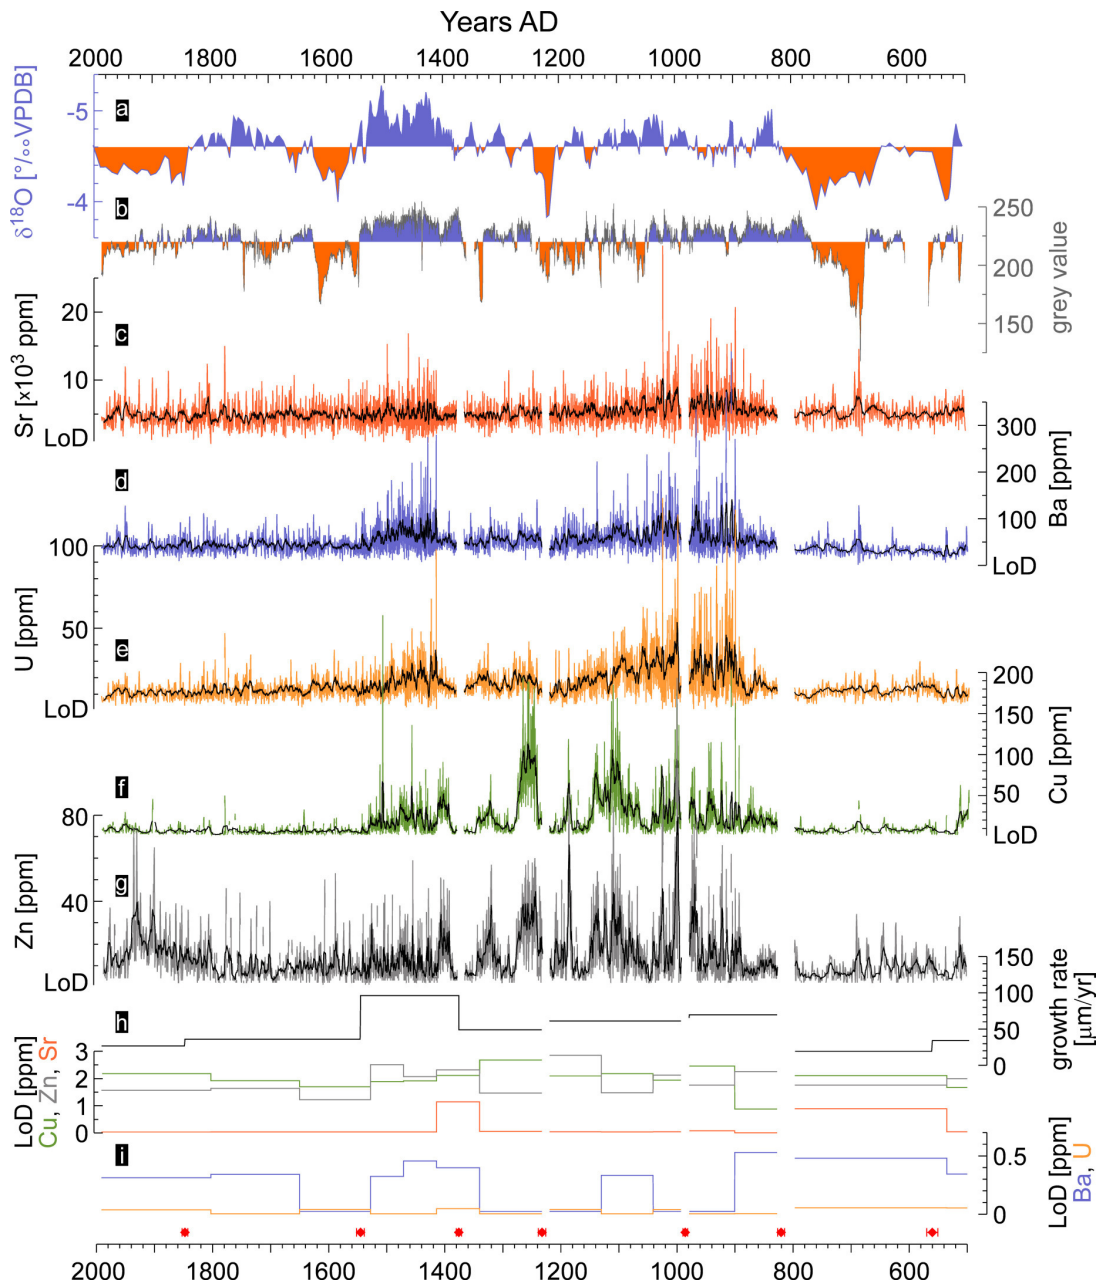 Years AD
2000 1800 1600 1400 1200 1000 800 600
δ18O [°/∞VPDB]
-5
-4
a
b
grey value
250
200
150
Sr [x10³ ppm]
20
10
LoD
c
Ba [ppm]
300
200
100
LoD
d
U [ppm]
100
50
LoD
e
Cu [ppm]
200
150
100
50
LoD
f
Zn [ppm]
80
40
LoD
g
growth rate
[µm/yr]
150
100
50
0
h
LoD [ppm]
Cu, Zn, Sr
3
2
1
0
i
LoD [ppm]
Ba, U
0.5
0
2000 1800 1600 1400 1200 1000 800 600